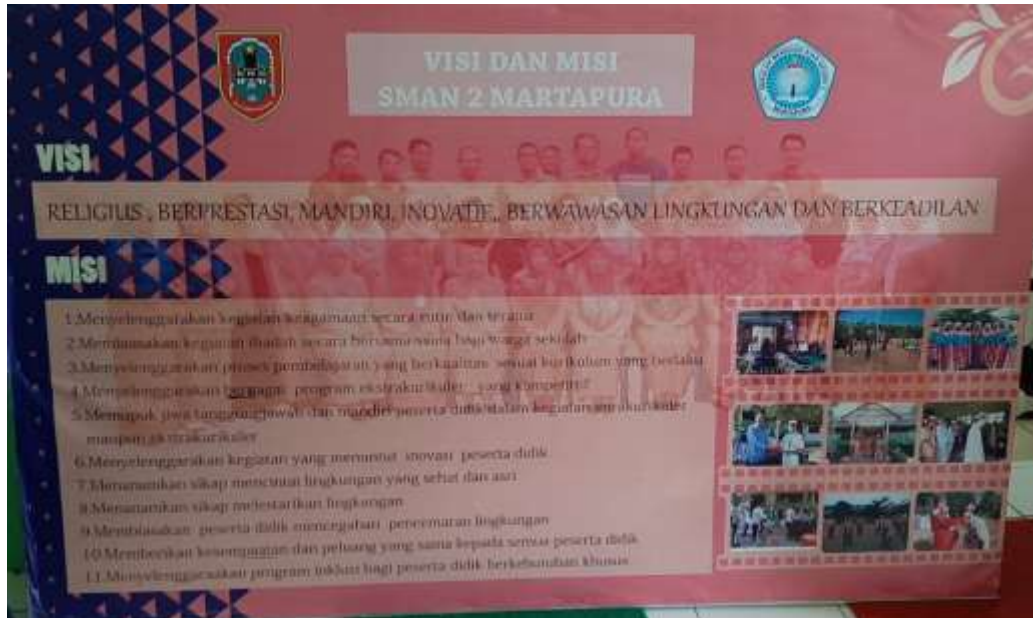 VISI DAN MISI
SMAN 2 MARTAPURA
VISI
RELIGIUS , BERPRESTASI, MANDIRI, INOVATIF,, BERWAWASAN LINGKUNGAN DAN BERKEADILAN
MISI
1.Menyelenggarakan kegiatan keagamaan secara rutin dan teratur
2.Membiasakan kegiatan ibadah secara bersama-sama bagi warga sekolah
3.Menyelenggarakan proses pembelajaran yang berkualitas sesuai kurikulum yang berlaku
4.Menyelenggarakan program ekstrakurikuler yang kompetitif
5.Memupuk jiwa tanggungjawab dan mandiri peserta didik dalam kegiatan
maupun ekstrakurikuler
6.Menyelenggarakan kegiatan yang menuntut inovasi peserta didik
7.Menanamkan sikap mencintai lingkungan yang sehat dan asri
8.Menanamkan sikap melestarikan lingkungan
9.Membiasakan peserta didik pencemaran lingkungan
10.Memberikan kesempatan dan peluang yang sama kepada semua peserta didik
11.Menyelenggaraakan program inklusi bagi peserta didik berkebutuhan khusus